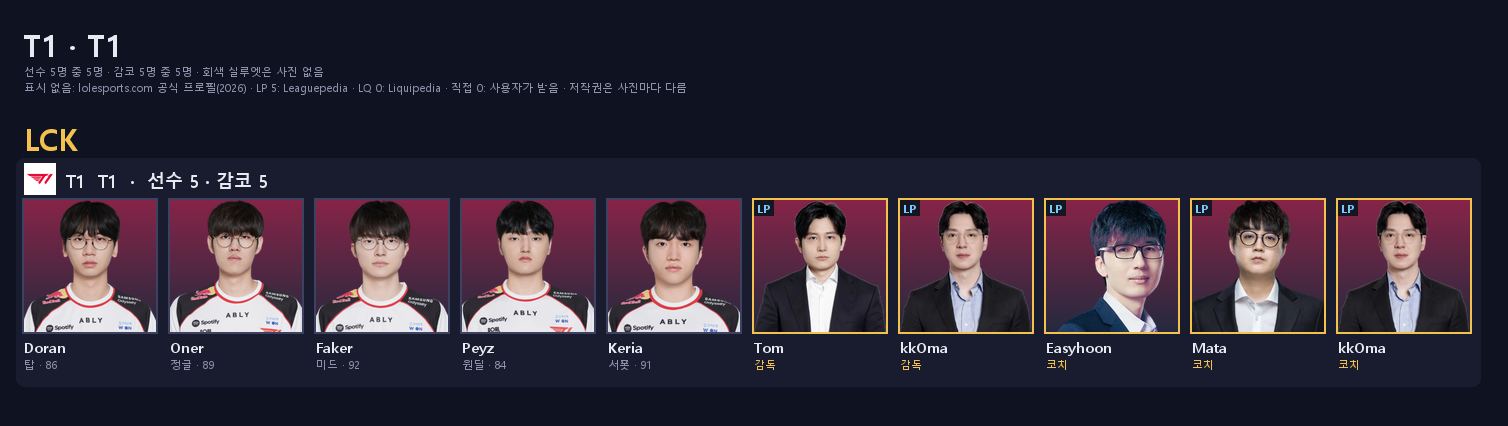 T1 · T1
선수 5명 중 5명 · 감코 5명 중 5명 · 회색 실루엣은 사진 없음
표시 없음: lolesports.com 공식 프로필(2026) · LP 5: Leaguepedia · LQ 0: Liquipedia · 직접 0: 사용자가 받음 · 저작권은 사진마다 다름
LCK
T1 T1 · 선수 5 · 감코 5
LP LP LP LP LP
Doran Oner Faker Peyz Keria Tom kkOma Easyhoon Mata kkOma
탑 · 86 정글 · 89 미드 · 92 원딜 · 84 서폿 · 91 감독 감독 코치 코치 코치